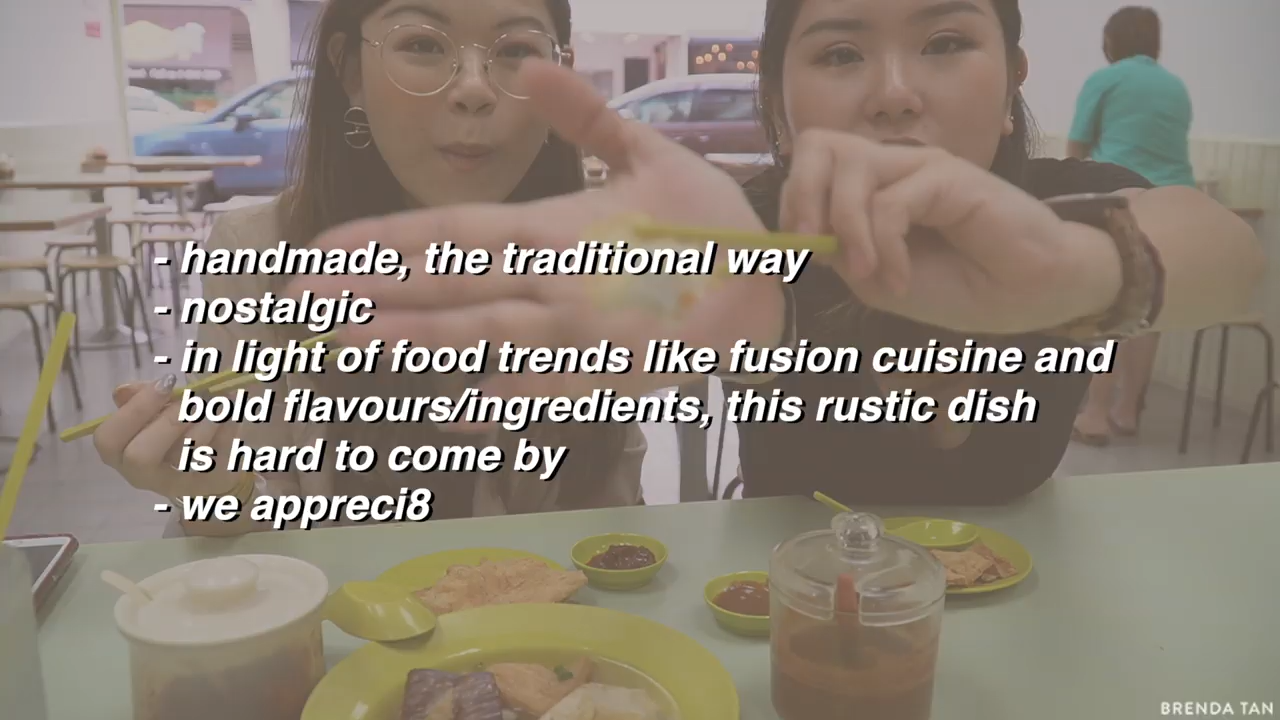 - handmade, the traditional way
- nostalgic
- in light of food trends like fusion cuisine and
bold flavours/ingredients, this rustic dish
is hard to come by
- we appreci8
BRENDA TAN